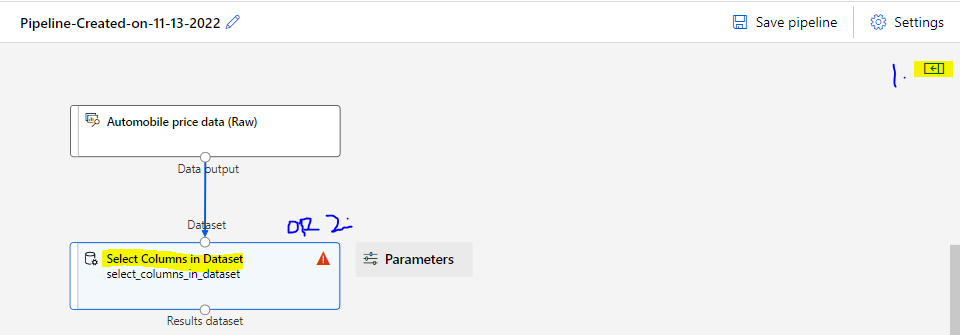 Pipeline-Created-on-11-13-2022
Save pipeline
Settings
1.
Automobile price data (Raw)
Data output
Dataset
OR 2:
Select Columns in Dataset
select_columns_in_dataset
Parameters
Results dataset